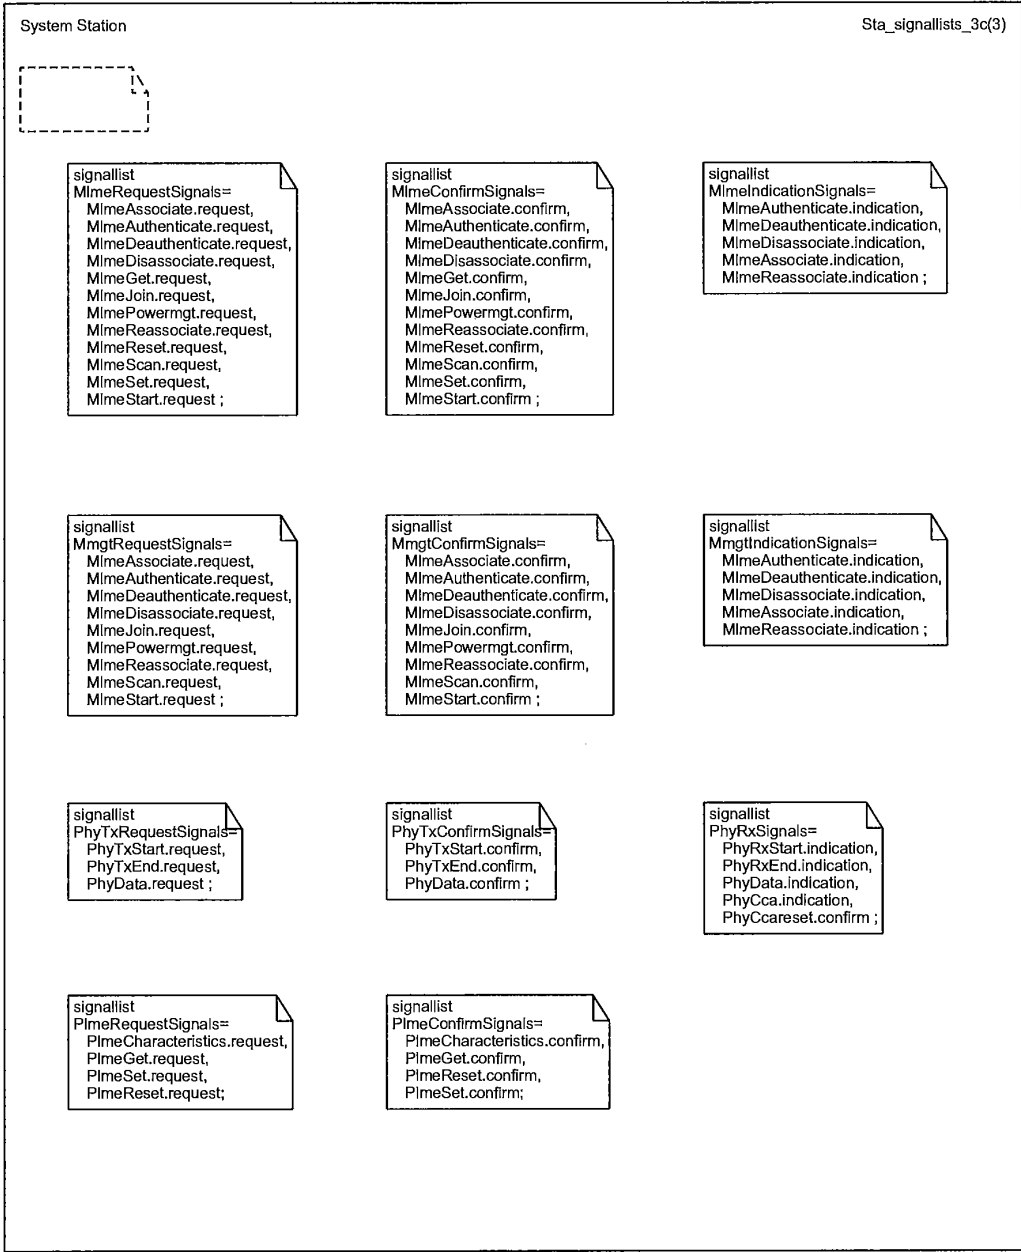 System Station
Sta_signallists_3c(3)
signallist
MlmeRequestSignals=
MlmeAssociate.request,
MlmeAuthenticate.request,
MlmeDeauthenticate.request,
MlmeDisassociate.request,
MlmeGet.request,
MlmeJoin.request,
MlmePowermgt.request,
MlmeReassociate.request,
MlmeReset.request,
MlmeScan.request,
MlmeSet.request,
MlmeStart.request ;
signallist
MlmeConfirmSignals=
MlmeAssociate.confirm,
MlmeAuthenticate.confirm,
MlmeDeauthenticate.confirm,
MlmeDisassociate.confirm,
MlmeGet.confirm,
MlmeJoin.confirm,
MlmePowermgt.confirm,
MlmeReassociate.confirm,
MlmeReset.confirm,
MlmeScan.confirm,
MlmeSet.confirm,
MlmeStart.confirm ;
signallist
MlmeIndicationSignals=
MlmeAuthenticate.indication,
MlmeDeauthenticate.indication,
MlmeDisassociate.indication,
MlmeAssociate.indication,
MlmeReassociate.indication ;
signallist
MmgtRequestSignals=
MlmeAssociate.request,
MlmeAuthenticate.request,
MlmeDeauthenticate.request,
MlmeDisassociate.request,
MlmeJoin.request,
MlmePowermgt.request,
MlmeReassociate.request,
MlmeScan.request,
MlmeStart.request ;
signallist
MmgtConfirmSignals=
MlmeAssociate.confirm,
MlmeAuthenticate.confirm,
MlmeDeauthenticate.confirm,
MlmeDisassociate.confirm,
MlmeJoin.confirm,
MlmePowermgt.confirm,
MlmeReassociate.confirm,
MlmeScan.confirm,
MlmeStart.confirm ;
signallist
MmgtIndicationSignals=
MlmeAuthenticate.indication,
MlmeDeauthenticate.indication,
MlmeDisassociate.indication,
MlmeAssociate.indication,
MlmeReassociate.indication ;
signallist
PhyTxRequestSignals=
PhyTxStart.request,
PhyTxEnd.request,
PhyData.request ;
signallist
PhyTxConfirmSignals=
PhyTxStart.confirm,
PhyTxEnd.confirm,
PhyData.confirm ;
signallist
PhyRxSignals=
PhyRxStart.indication,
PhyRxEnd.indication,
PhyData.indication,
PhyCca.indication,
PhyCcareset.confirm ;
signallist
PlmeRequestSignals=
PlmeCharacteristics.request,
PlmeGet.request,
PlmeSet.request,
PlmeReset.request;
signallist
PlmeConfirmSignals=
PlmeCharacteristics.confirm,
PlmeGet.confirm,
PlmeReset.confirm,
PlmeSet.confirm;